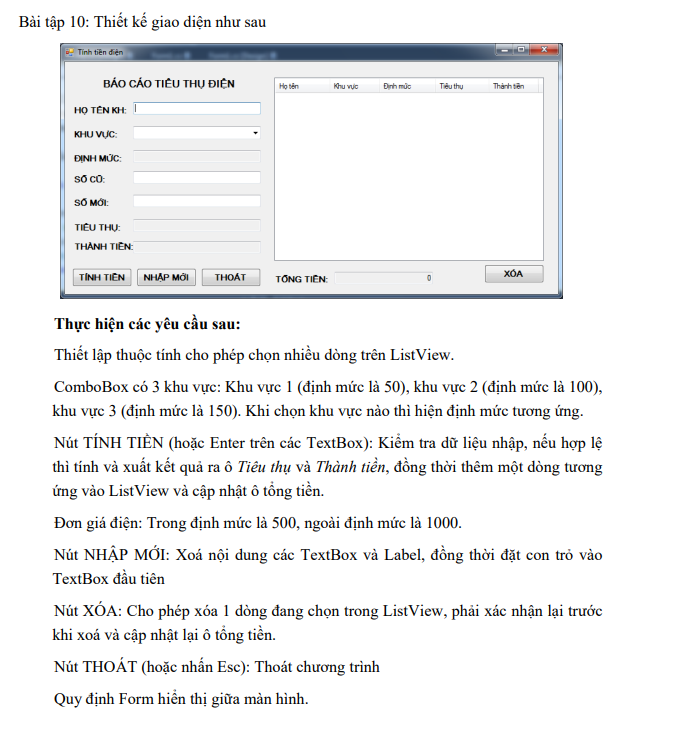 Bài tập 10: Thiết kế giao diện như sau
Tính tiền điện
BÁO CÁO TIÊU THỤ ĐIỆN
HỌ TÊN KH:
KHU VỰC:
ĐỊNH MỨC:
SỐ CŨ:
SỐ MỚI:
TIÊU THỤ:
THÀNH TIỀN:
TÍNH TIỀN NHẬP MỚI THOÁT
Họ tên Khu vực Định mức Tiêu thụ Thành tiền
TỔNG TIỀN: 0 XÓA
Thực hiện các yêu cầu sau:
Thiết lập thuộc tính cho phép chọn nhiều dòng trên ListView.
ComboBox có 3 khu vực: Khu vực 1 (định mức là 50), khu vực 2 (định mức là 100),
khu vực 3 (định mức là 150). Khi chọn khu vực nào thì hiện định mức tương ứng.
Nút TÍNH TIỀN (hoặc Enter trên các TextBox): Kiểm tra dữ liệu nhập, nếu hợp lệ
thì tính và xuất kết quả ra ô Tiêu thụ và Thành tiền, đồng thời thêm một dòng tương
ứng vào ListView và cập nhật ô tổng tiền.
Đơn giá điện: Trong định mức là 500, ngoài định mức là 1000.
Nút NHẬP MỚI: Xoá nội dung các TextBox và Label, đồng thời đặt con trỏ vào
TextBox đầu tiên
Nút XÓA: Cho phép xóa 1 dòng đang chọn trong ListView, phải xác nhận lại trước
khi xoá và cập nhật lại ô tổng tiền.
Nút THOÁT (hoặc nhấn Esc): Thoát chương trình
Quy định Form hiển thị giữa màn hình.